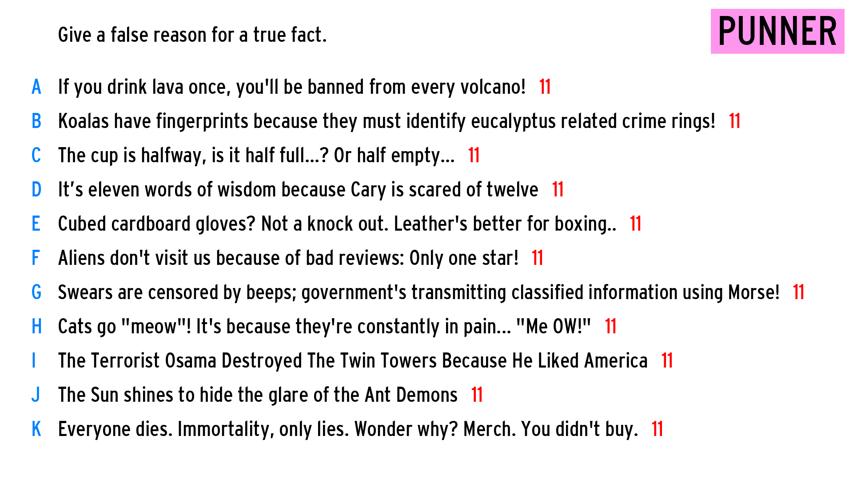 Give a false reason for a true fact.
PUNNER
A If you drink lava once, you'll be banned from every volcano! 11
B Koalas have fingerprints because they must identify eucalyptus related crime rings! 11
C The cup is halfway, is it half full...? Or half empty... 11
D It’s eleven words of wisdom because Cary is scared of twelve 11
E Cubed cardboard gloves? Not a knock out. Leather's better for boxing.. 11
F Aliens don't visit us because of bad reviews: Only one star! 11
G Swears are censored by beeps; government's transmitting classified information using Morse! 11
H Cats go "meow"! It's because they're constantly in pain... "Me OW!" 11
I The Terrorist Osama Destroyed The Twin Towers Because He Liked America 11
J The Sun shines to hide the glare of the Ant Demons 11
K Everyone dies. Immortality, only lies. Wonder why? Merch. You didn't buy. 11